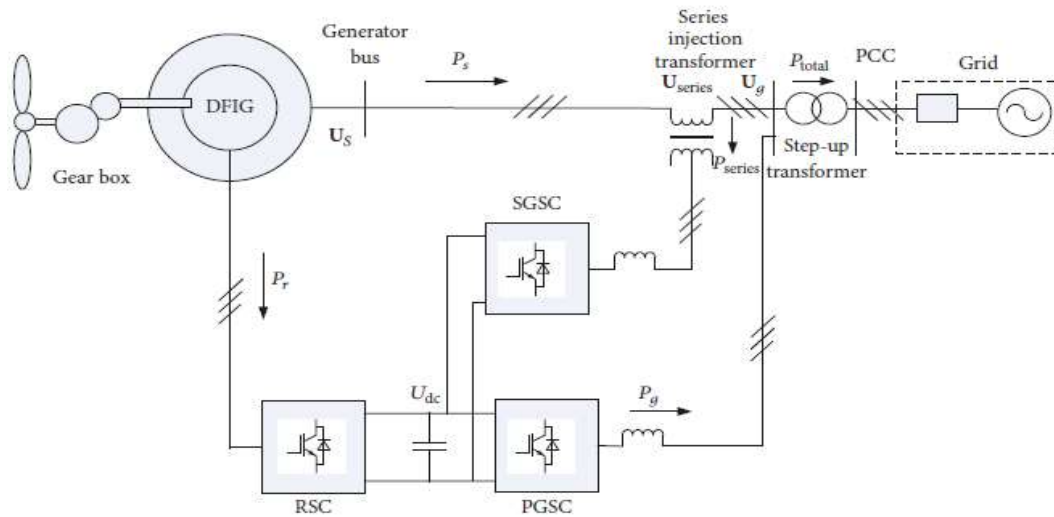 Series
injection
transformer
U_series
Generator
bus
P_s
U_g
P_total
PCC
Grid
DFIG
U_S
Gear box
P_series
Step-up
transformer
SGSC
P_r
U_dc
P_g
RSC
PGSC